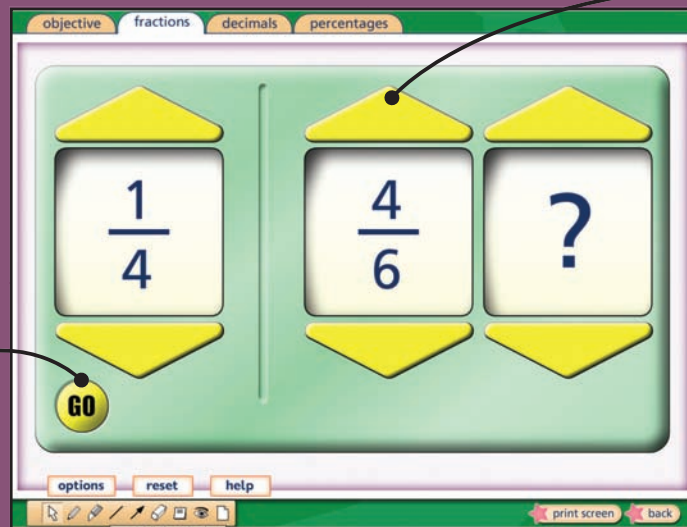 objective fractions decimals percentages
1
4
4
6
?
GO
options reset help
print screen back